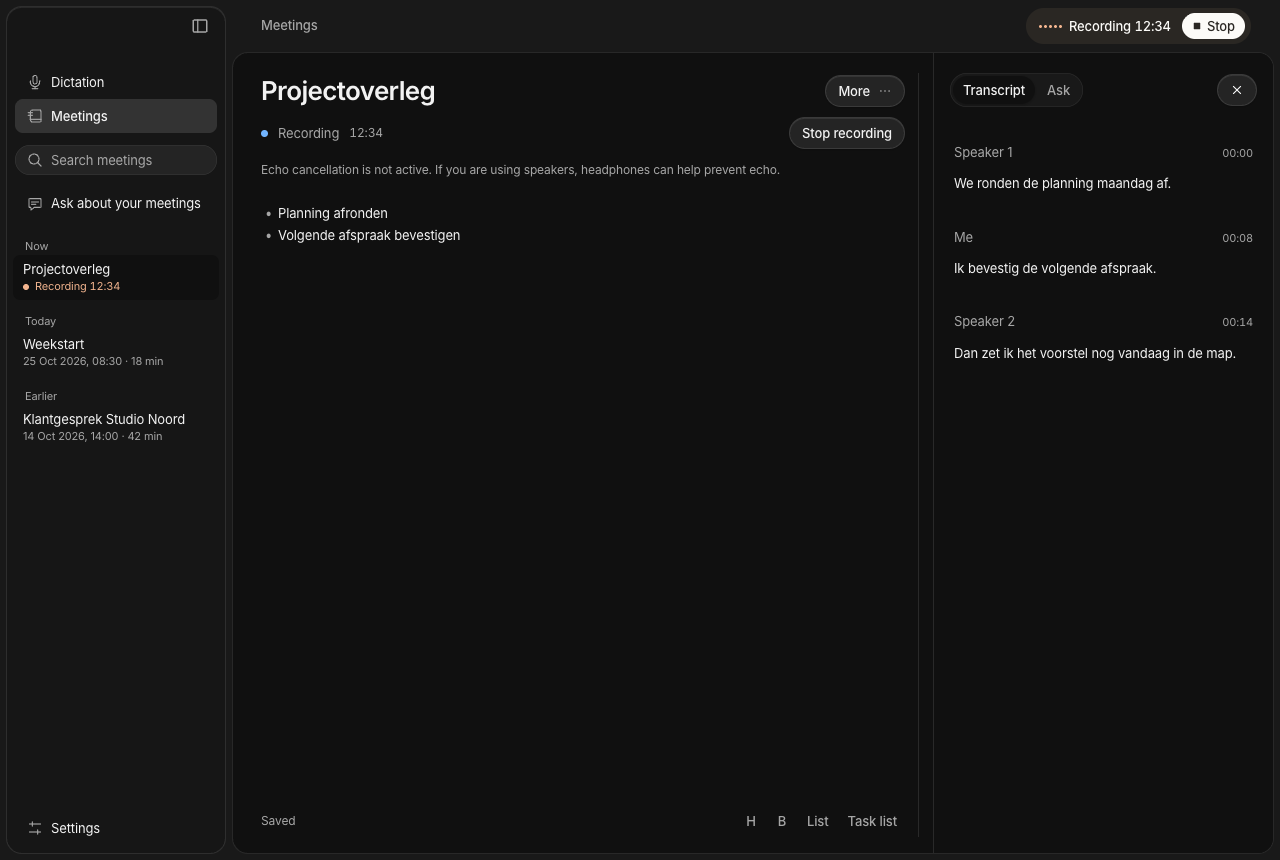 Dictation
Meetings
Search meetings
Ask about your meetings
Now
Projectoverleg
Recording 12:34
Today
Weekstart
25 Oct 2026, 08:30 · 18 min
Earlier
Klantgesprek Studio Noord
14 Oct 2026, 14:00 · 42 min
Settings
Meetings
Recording 12:34
Stop
Projectoverleg
More ···
Recording 12:34
Stop recording
Echo cancellation is not active. If you are using speakers, headphones can help prevent echo.
• Planning afronden
• Volgende afspraak bevestigen
Saved
H B List Task list
Transcript Ask
Speaker 1 00:00
We ronden de planning maandag af.
Me 00:08
Ik bevestig de volgende afspraak.
Speaker 2 00:14
Dan zet ik het voorstel nog vandaag in de map.